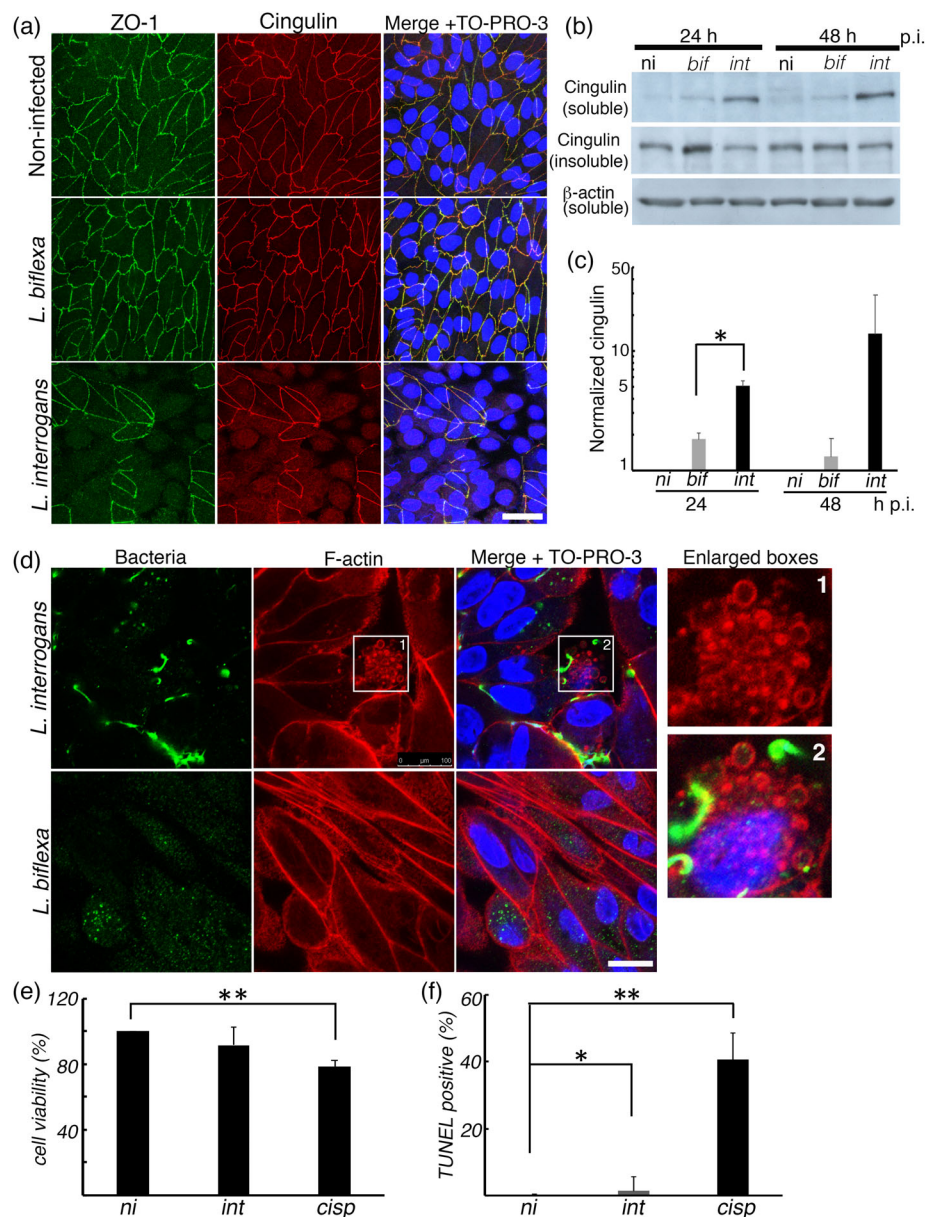 (a)
ZO-1 Cingulin Merge +TO-PRO-3
Non-infected
L. biflexa
L. interrogans
(b)
24 h 48 h p.i.
ni bif int ni bif int
Cingulin
(soluble)
Cingulin
(insoluble)
β-actin
(soluble)
(c)
Normalized cingulin
50
10
5
1
*
ni bif int ni bif int
24 48 h p.i.
(d)
Bacteria F-actin Merge + TO-PRO-3 Enlarged boxes
L. interrogans
L. biflexa
1
2
0 µm 100
1
2
(e)
cell viability (%)
120
80
40
**
ni int cisp
(f)
TUNEL positive (%)
60
40
20
**
*
ni int cisp